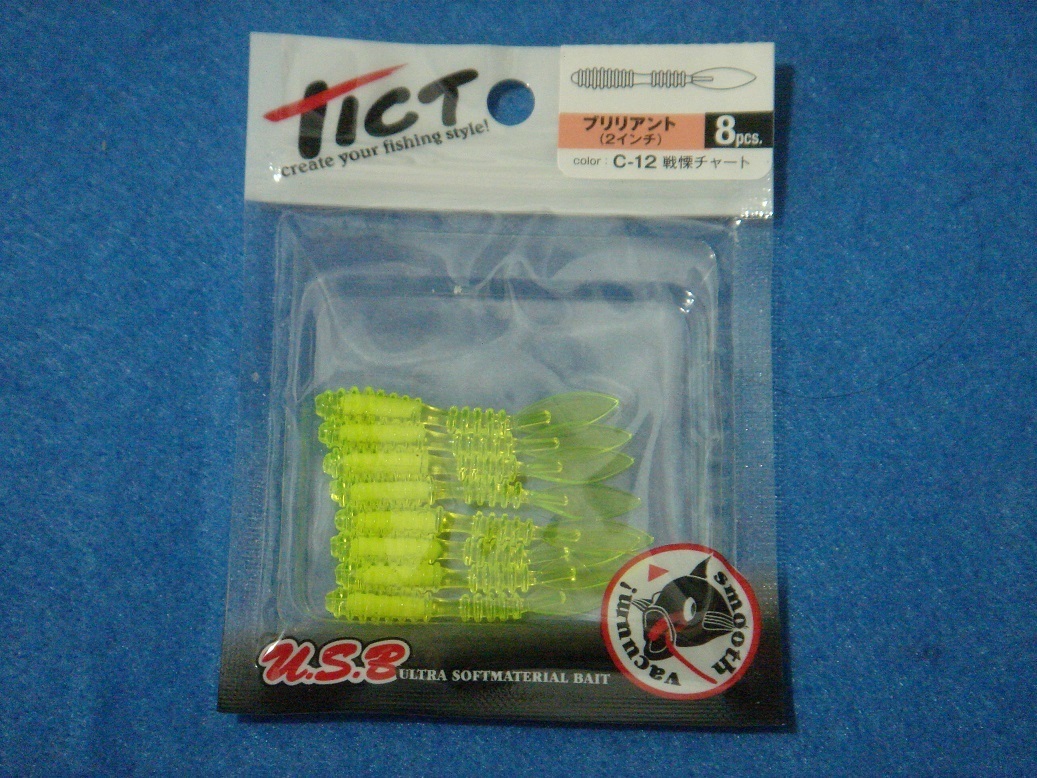 TICT
create your fishing style!
ブリリアント
(2インチ)
8pcs.
color : C-12 戦慄チャート
U.S.B ULTRA SOFTMATERIAL BAIT
smooth vacuum!